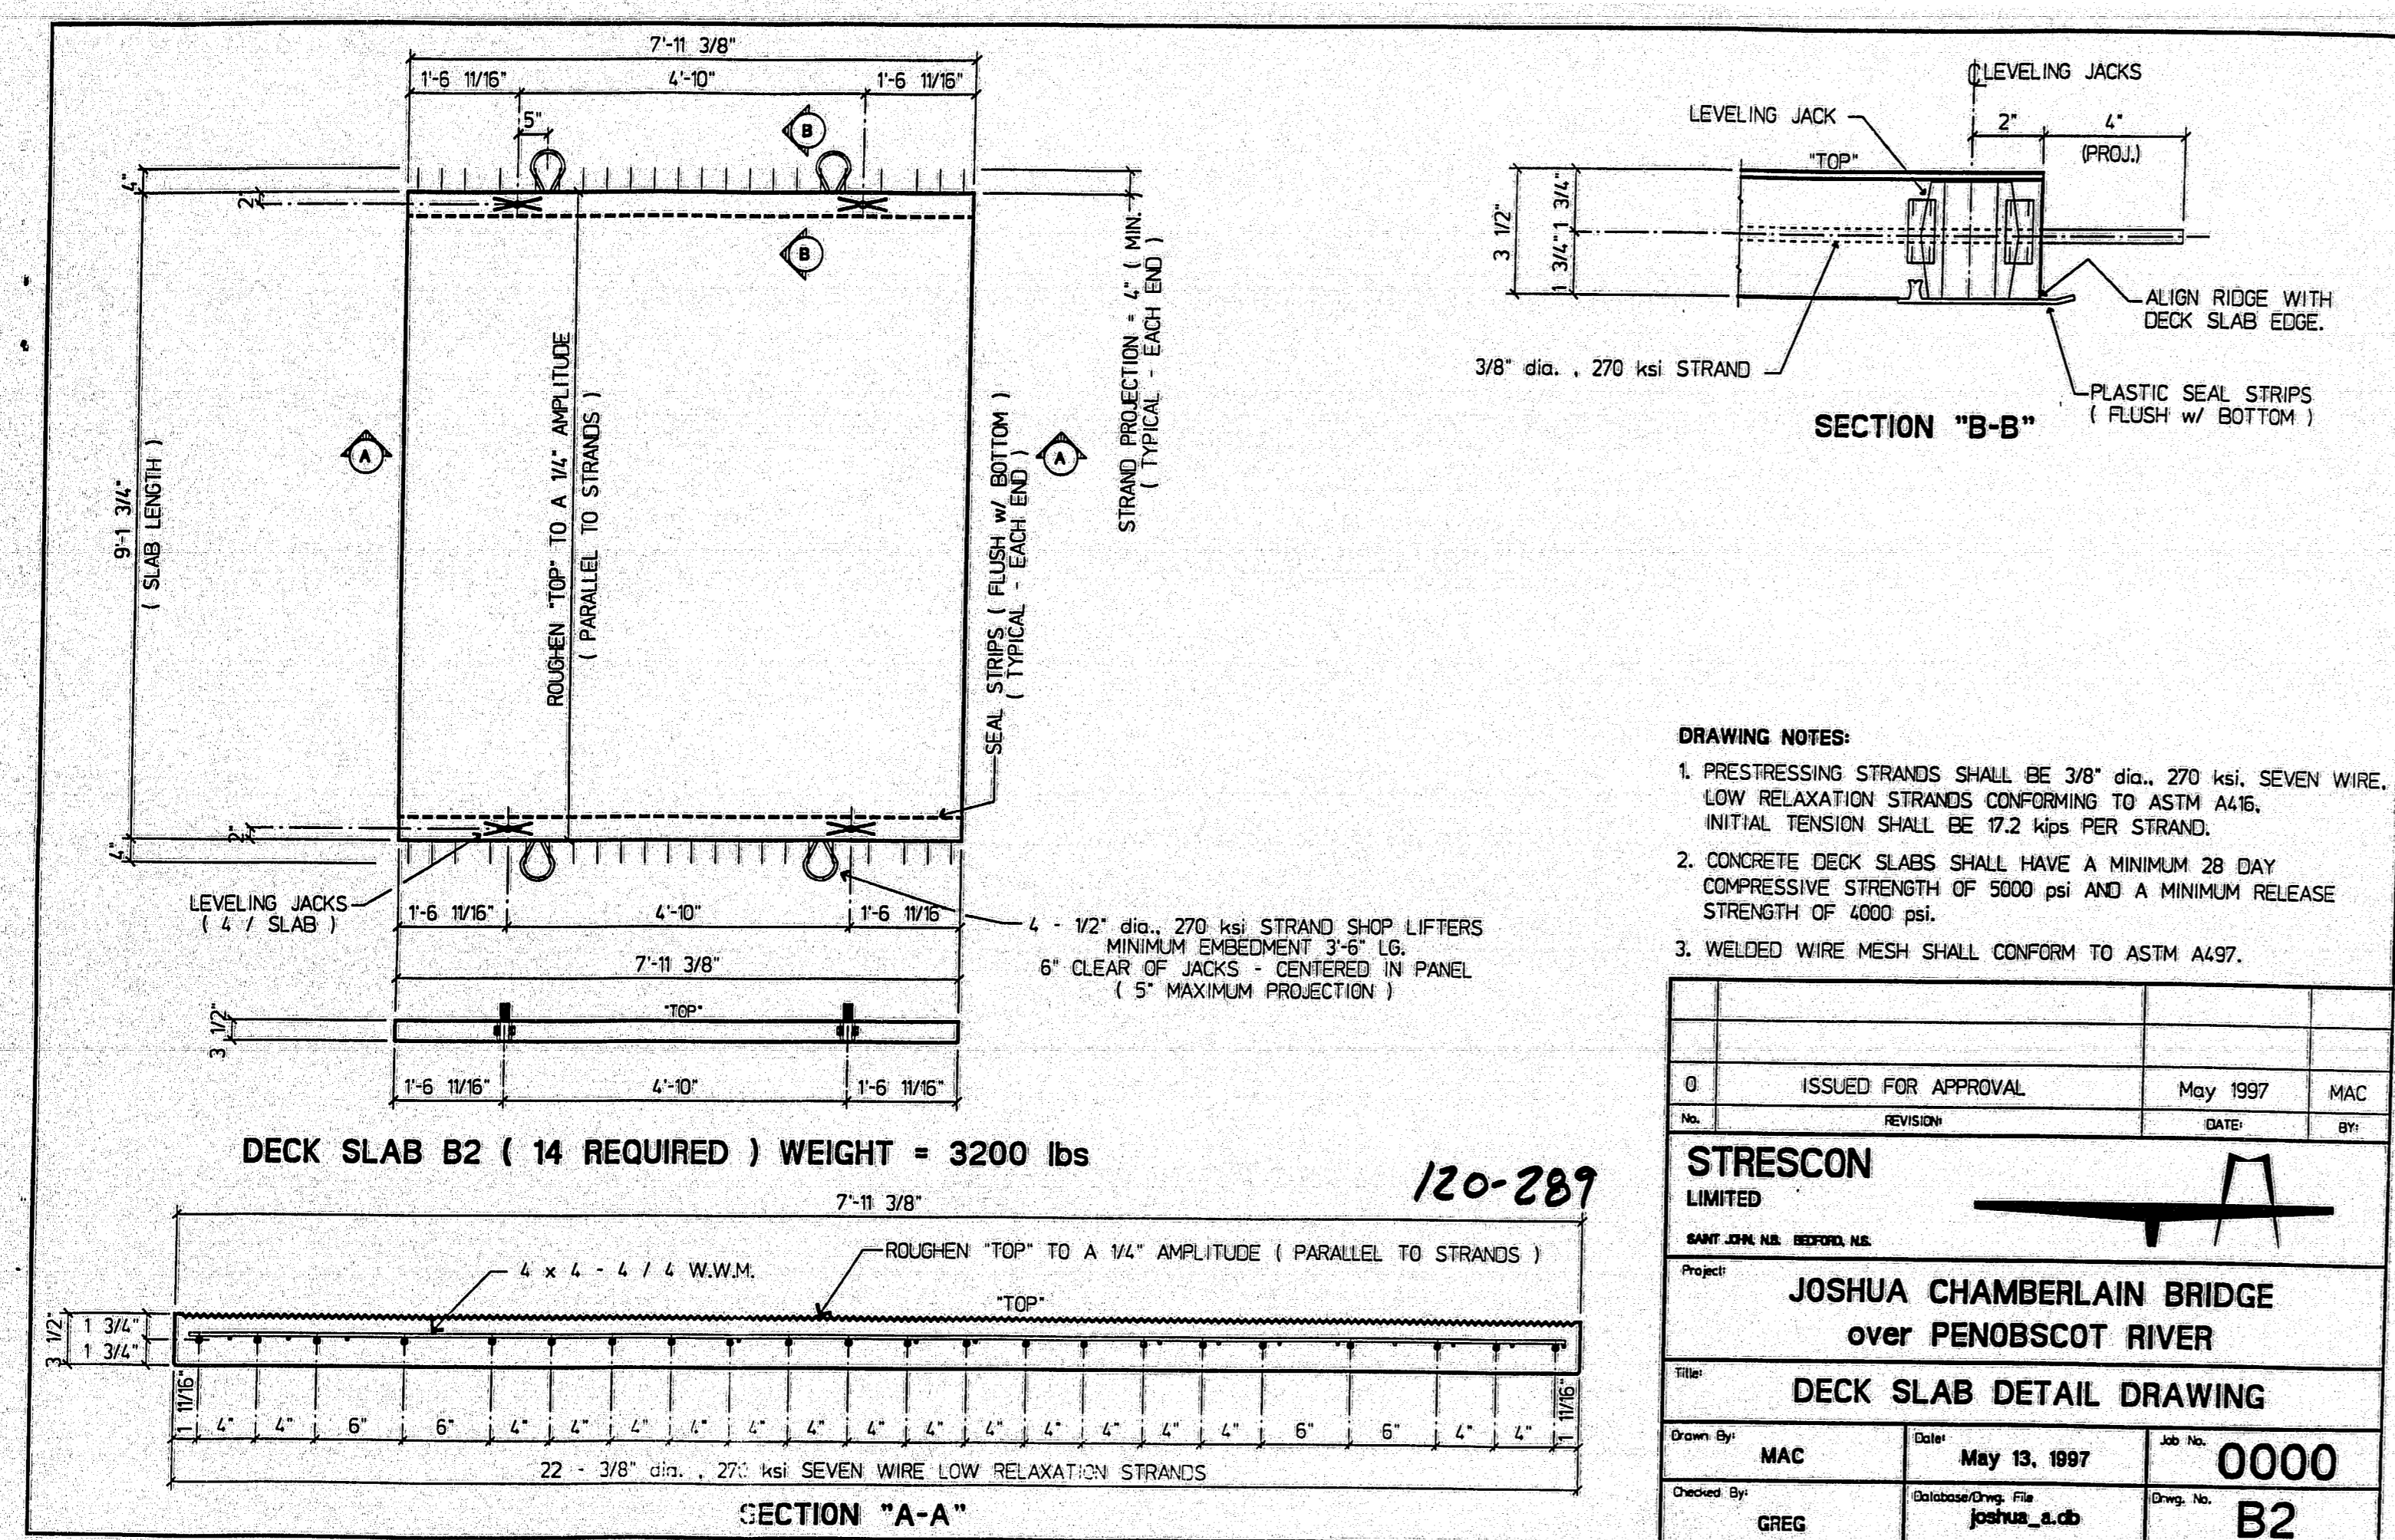 7'-11 3/8"
1'-6 11/16" 4'-10" 1'-6 11/16"
5"
B
4"
2"
B
9'-1 3/4"
( SLAB LENGTH )
A
ROUGHEN "TOP" TO A 1/4" AMPLITUDE
( PARALLEL TO STRANDS )
SEAL STRIPS ( FLUSH w/ BOTTOM )
( TYPICAL - EACH END )
A
STRAND PROJECTION = 4" ( MIN. )
( TYPICAL - EACH END )
2"
4"
LEVELING JACKS
( 4 / SLAB )
1'-6 11/16" 4'-10" 1'-6 11/16"
7'-11 3/8"
4 - 1/2" dia., 270 ksi STRAND SHOP LIFTERS
MINIMUM EMBEDMENT 3'-6" LG.
6" CLEAR OF JACKS - CENTERED IN PANEL
( 5" MAXIMUM PROJECTION )
"TOP"
3 1/2"
1'-6 11/16" 4'-10" 1'-6 11/16"
DECK SLAB B2 ( 14 REQUIRED ) WEIGHT = 3200 lbs
120-289
7'-11 3/8"
ROUGHEN "TOP" TO A 1/4" AMPLITUDE ( PARALLEL TO STRANDS )
4 x 4 - 4 / 4 W.W.M.
"TOP"
3 1/2"
1 3/4"
1 3/4"
1 11/16" 4" 4" 6" 6" 4" 4" 4" 4" 4" 4" 4" 4" 4" 4" 4" 4" 4" 6" 6" 4" 4" 1 11/16"
22 - 3/8" dia. , 270 ksi SEVEN WIRE LOW RELAXATION STRANDS
SECTION "A-A"
℄ LEVELING JACKS
LEVELING JACK
2" 4"
(PROJ.)
"TOP"
3 1/2"
1 3/4"
1 3/4"
ALIGN RIDGE WITH
DECK SLAB EDGE.
3/8" dia. , 270 ksi STRAND
PLASTIC SEAL STRIPS
( FLUSH w/ BOTTOM )
SECTION "B-B"
DRAWING NOTES:
1. PRESTRESSING STRANDS SHALL BE 3/8" dia., 270 ksi, SEVEN WIRE,
LOW RELAXATION STRANDS CONFORMING TO ASTM A416.
INITIAL TENSION SHALL BE 17.2 kips PER STRAND.
2. CONCRETE DECK SLABS SHALL HAVE A MINIMUM 28 DAY
COMPRESSIVE STRENGTH OF 5000 psi AND A MINIMUM RELEASE
STRENGTH OF 4000 psi.
3. WELDED WIRE MESH SHALL CONFORM TO ASTM A497.
0 ISSUED FOR APPROVAL May 1997 MAC
No. REVISION: DATE: BY:
STRESCON
LIMITED
SAINT JOHN, N.B. BEDFORD, N.S.
Project:
JOSHUA CHAMBERLAIN BRIDGE
over PENOBSCOT RIVER
Title:
DECK SLAB DETAIL DRAWING
Drawn By: MAC
Date: May 13, 1997
Job No. 0000
Checked By: GREG
Database/Drwg. File joshua_a.db
Drwg. No. B2